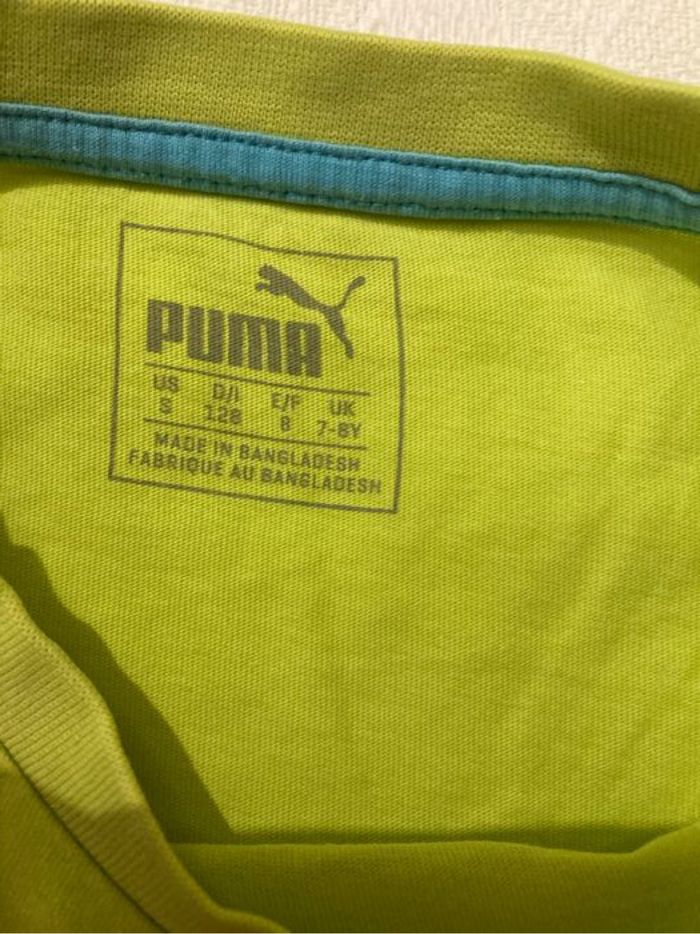 PUMA
US D/I E/F UK
S 128 8 7-8Y
MADE IN BANGLADESH
FABRIQUE AU BANGLADESH